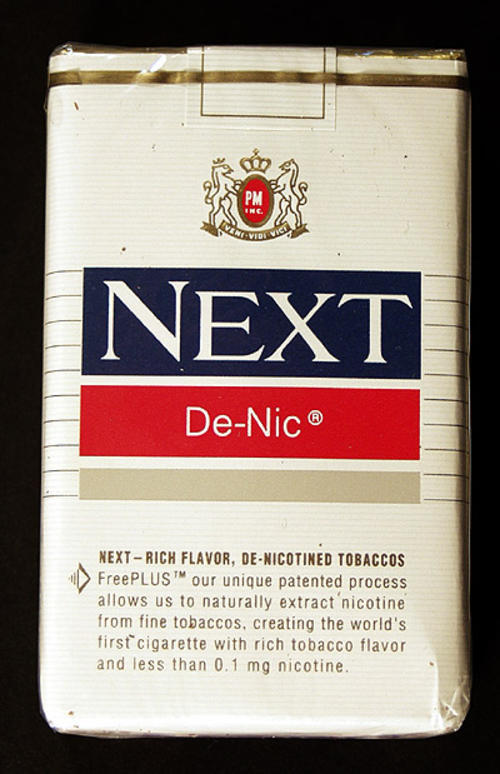 PM
INC.
VENI·VIDI·VICI
NEXT
De-Nic®
NEXT–RICH FLAVOR, DE-NICOTINED TOBACCOS
FreePLUS™ our unique patented process
allows us to naturally extract nicotine
from fine tobaccos, creating the world's
first cigarette with rich tobacco flavor
and less than 0.1 mg nicotine.